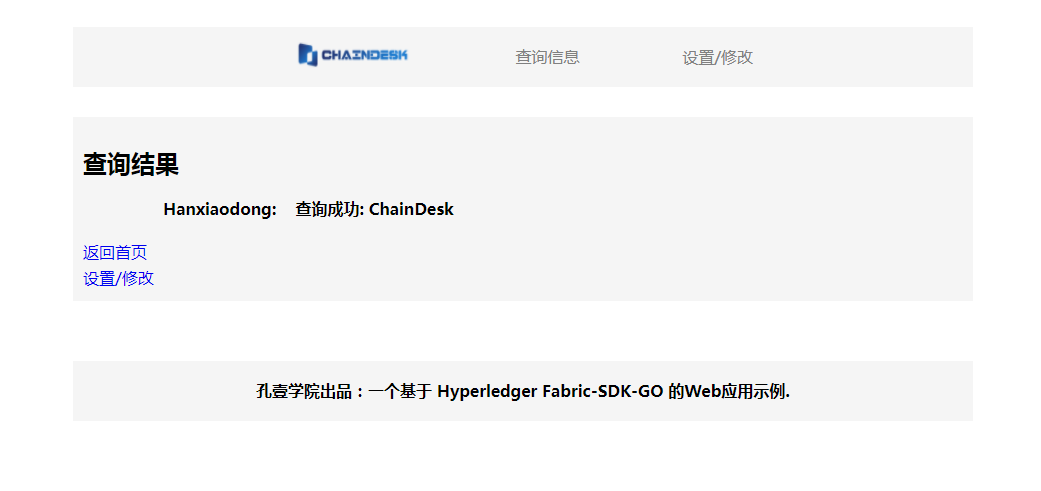 CHAINDESK 查询信息 设置/修改
查询结果
Hanxiaodong: 查询成功: ChainDesk
返回首页
设置/修改
孔壹学院出品：一个基于 Hyperledger Fabric-SDK-GO 的Web应用示例.